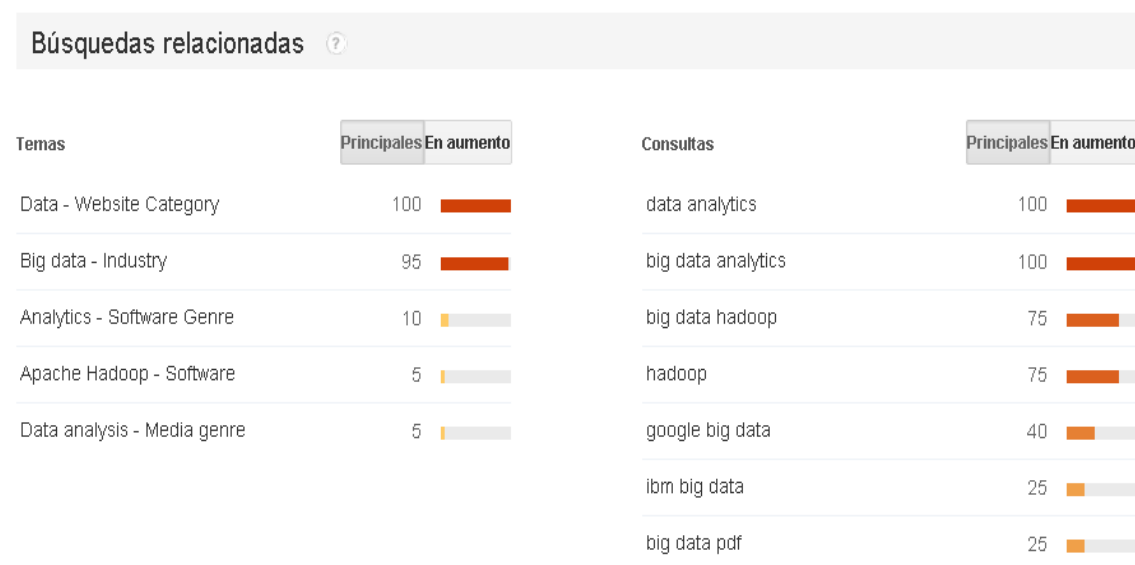 Búsquedas relacionadas ?
Temas Principales En aumento
Data - Website Category 100
Big data - Industry 95
Analytics - Software Genre 10
Apache Hadoop - Software 5
Data analysis - Media genre 5
Consultas Principales En aumento
data analytics 100
big data analytics 100
big data hadoop 75
hadoop 75
google big data 40
ibm big data 25
big data pdf 25